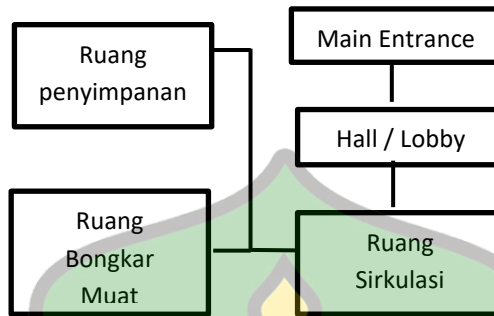 Ruang
penyimpanan
Main Entrance
Hall / Lobby
Ruang
Bongkar
Muat
Ruang
Sirkulasi